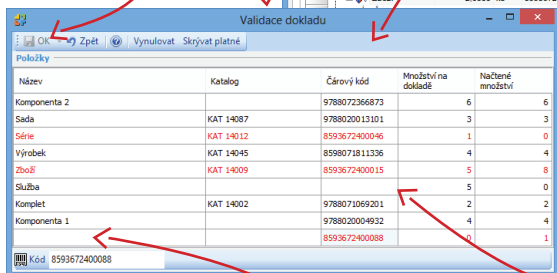 Validace dokladu
OK Zpět Vynulovat Skrývat platné
Položky
Název Katalog Čárový kód Množství na dokladě Načtené množství
Komponenta 2 9788072366873 6 6
Sada KAT 14087 9788020013101 3 3
Série KAT 14012 8593672400046 1 0
Výrobek KAT 14045 8598071811336 4 4
Zboží KAT 14009 8593672400015 5 8
Služba 5 0
Komplet KAT 14002 9788071069201 2 2
Komponenta 1 9788020004932 4 4
8593672400088 0 1
Kód 8593672400088